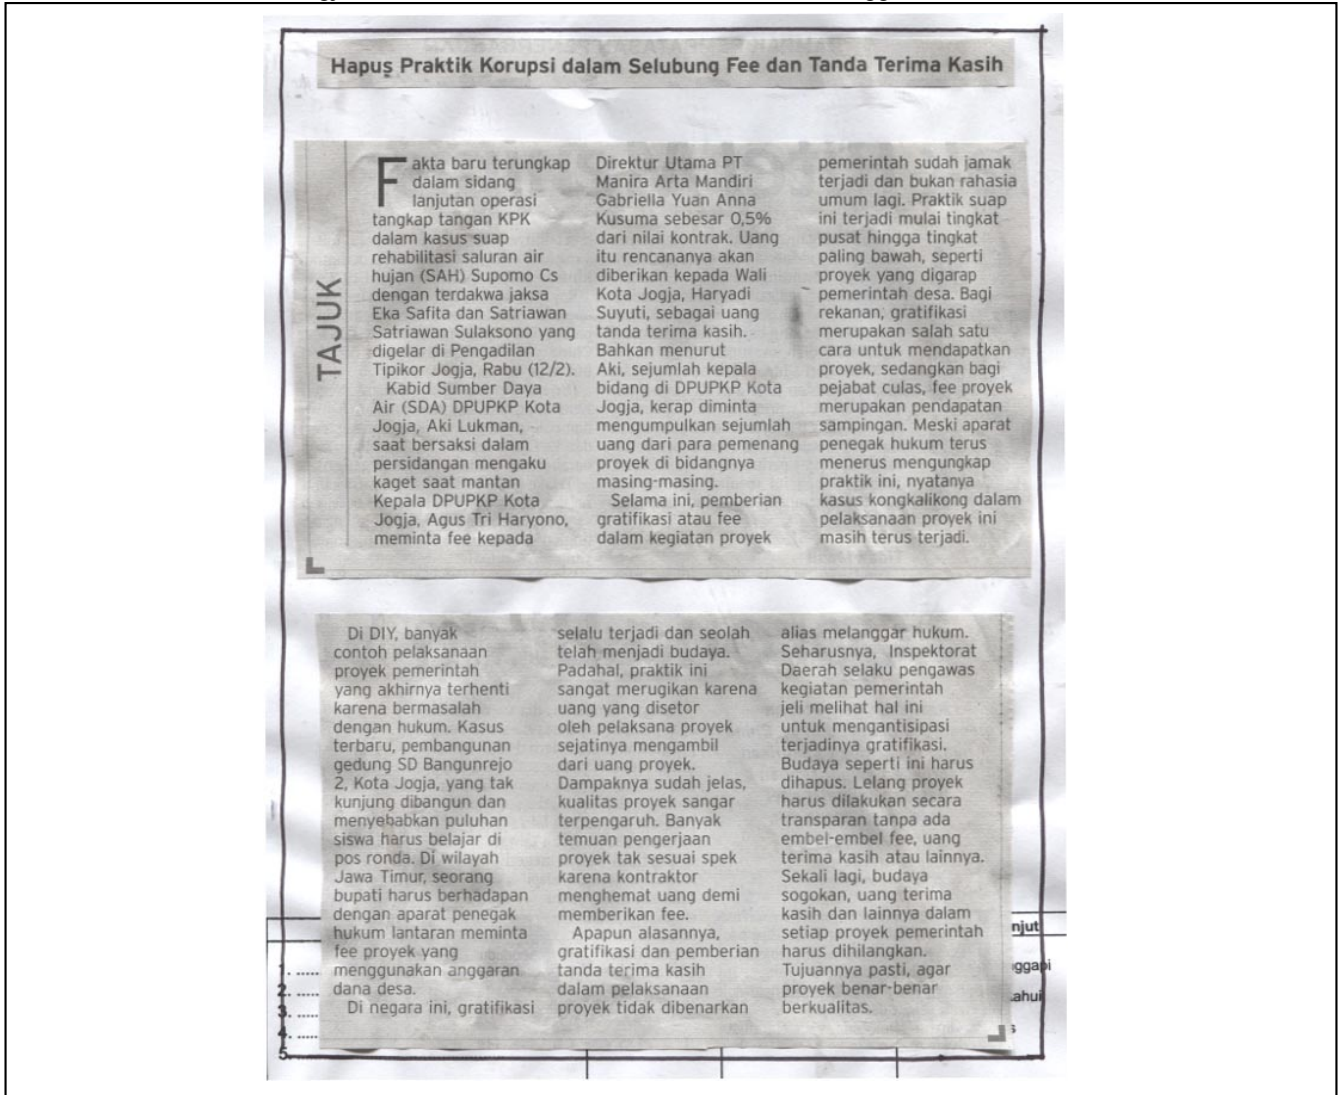 Hapus Praktik Korupsi dalam Selubung Fee dan Tanda Terima Kasih
TAJUK
Fakta baru terungkap
dalam sidang
lanjutan operasi
tangkap tangan KPK
dalam kasus suap
rehabilitasi saluran air
hujan (SAH) Supomo Cs
dengan terdakwa jaksa
Eka Safita dan Satriawan
Satriawan Sulaksono yang
digelar di Pengadilan
Tipikor Jogja, Rabu (12/2).
Kabid Sumber Daya
Air (SDA) DPUPKP Kota
Jogja, Aki Lukman,
saat bersaksi dalam
persidangan mengaku
kaget saat mantan
Kepala DPUPKP Kota
Jogja, Agus Tri Haryono,
meminta fee kepada
Direktur Utama PT
Manira Arta Mandiri
Gabriella Yuan Anna
Kusuma sebesar 0,5%
dari nilai kontrak. Uang
itu rencananya akan
diberikan kepada Wali
Kota Jogja, Haryadi
Suyuti, sebagai uang
tanda terima kasih.
Bahkan menurut
Aki, sejumlah kepala
bidang di DPUPKP Kota
Jogja, kerap diminta
mengumpulkan sejumlah
uang dari para pemenang
proyek di bidangnya
masing-masing.
Selama ini, pemberian
gratifikasi atau fee
dalam kegiatan proyek
pemerintah sudah jamak
terjadi dan bukan rahasia
umum lagi. Praktik suap
ini terjadi mulai tingkat
pusat hingga tingkat
paling bawah, seperti
proyek yang digarap
pemerintah desa. Bagi
rekanan, gratifikasi
merupakan salah satu
cara untuk mendapatkan
proyek, sedangkan bagi
pejabat culas, fee proyek
merupakan pendapatan
sampingan. Meski aparat
penegak hukum terus
menerus mengungkap
praktik ini, nyatanya
kasus kongkalikong dalam
pelaksanaan proyek ini
masih terus terjadi.
Di DIY, banyak
contoh pelaksanaan
proyek pemerintah
yang akhirnya terhenti
karena bermasalah
dengan hukum. Kasus
terbaru, pembangunan
gedung SD Bangunrejo
2, Kota Jogja, yang tak
kunjung dibangun dan
menyebabkan puluhan
siswa harus belajar di
pos ronda. Di wilayah
Jawa Timur, seorang
bupati harus berhadapan
dengan aparat penegak
hukum lantaran meminta
fee proyek yang
menggunakan anggaran
dana desa.
Di negara ini, gratifikasi
selalu terjadi dan seolah
telah menjadi budaya.
Padahal, praktik ini
sangat merugikan karena
uang yang disetor
oleh pelaksana proyek
sejatinya mengambil
dari uang proyek.
Dampaknya sudah jelas,
kualitas proyek sangar
terpengaruh. Banyak
temuan pengerjaan
proyek tak sesuai spek
karena kontraktor
menghemat uang demi
memberikan fee.
Apapun alasannya,
gratifikasi dan pemberian
tanda terima kasih
dalam pelaksanaan
proyek tidak dibenarkan
alias melanggar hukum.
Seharusnya, Inspektorat
Daerah selaku pengawas
kegiatan pemerintah
jeli melihat hal ini
untuk mengantisipasi
terjadinya gratifikasi.
Budaya seperti ini harus
dihapus. Lelang proyek
harus dilakukan secara
transparan tanpa ada
embel-embel fee, uang
terima kasih atau lainnya.
Sekali lagi, budaya
sogokan, uang terima
kasih dan lainnya dalam
setiap proyek pemerintah
harus dihilangkan.
Tujuannya pasti, agar
proyek benar-benar
berkualitas.
1. .....
2. .....
3. .....
4. .....
5.